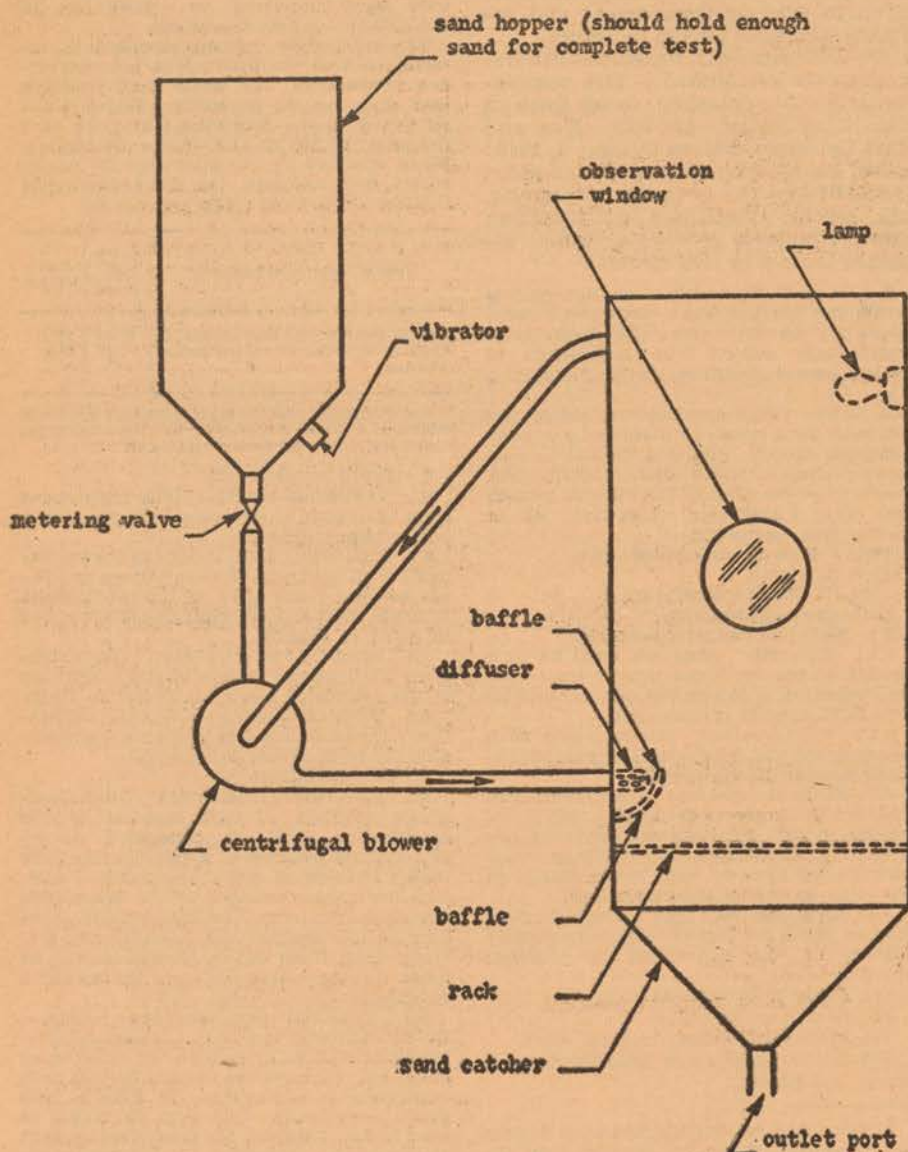 sand hopper (should hold enough
sand for complete test)
observation
window
lamp
vibrator
metering valve
baffle
diffuser
centrifugal blower
baffle
rack
sand catcher
outlet port